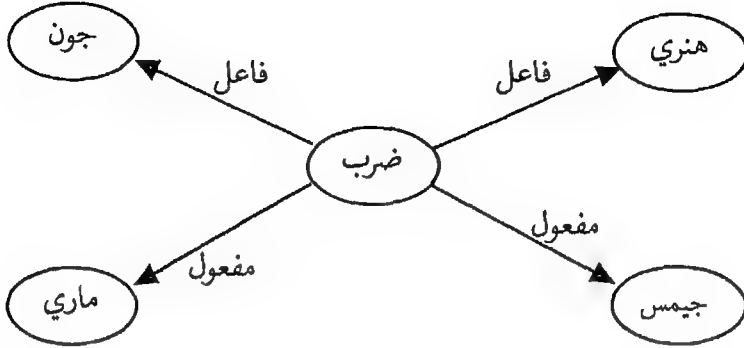 هنري
جون
فاعل
فاعل
ضرب
مفعول
مفعول
جيمس
ماري